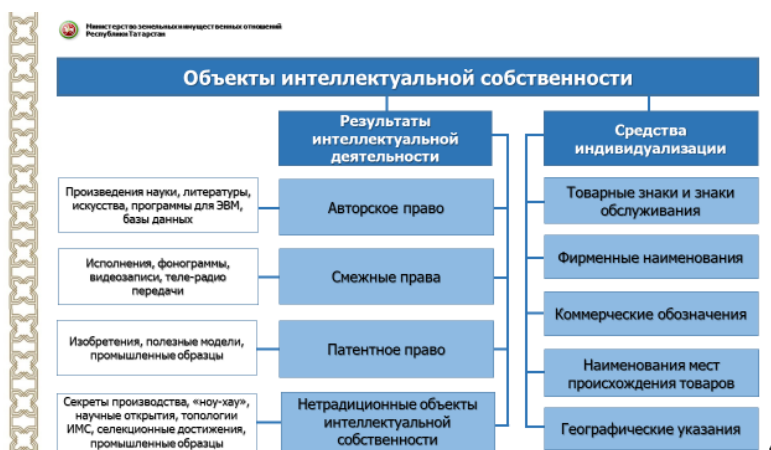 Министерство земельных и имущественных отношений
Республики Татарстан
Объекты интеллектуальной собственности
Результаты
интеллектуальной
деятельности
Средства
индивидуализации
Произведения науки, литературы,
искусства, программы для ЭВМ,
базы данных
Авторское право
Товарные знаки и знаки
обслуживания
Исполнения, фонограммы,
видеозаписи, теле-радио
передачи
Смежные права
Фирменные наименования
Коммерческие обозначения
Изобретения, полезные модели,
промышленные образцы
Патентное право
Наименования мест
происхождения товаров
Секреты производства, «ноу-хау»,
научные открытия, топологии
ИМС, селекционные достижения,
промышленные образцы
Нетрадиционные объекты
интеллектуальной
собственности
Географические указания